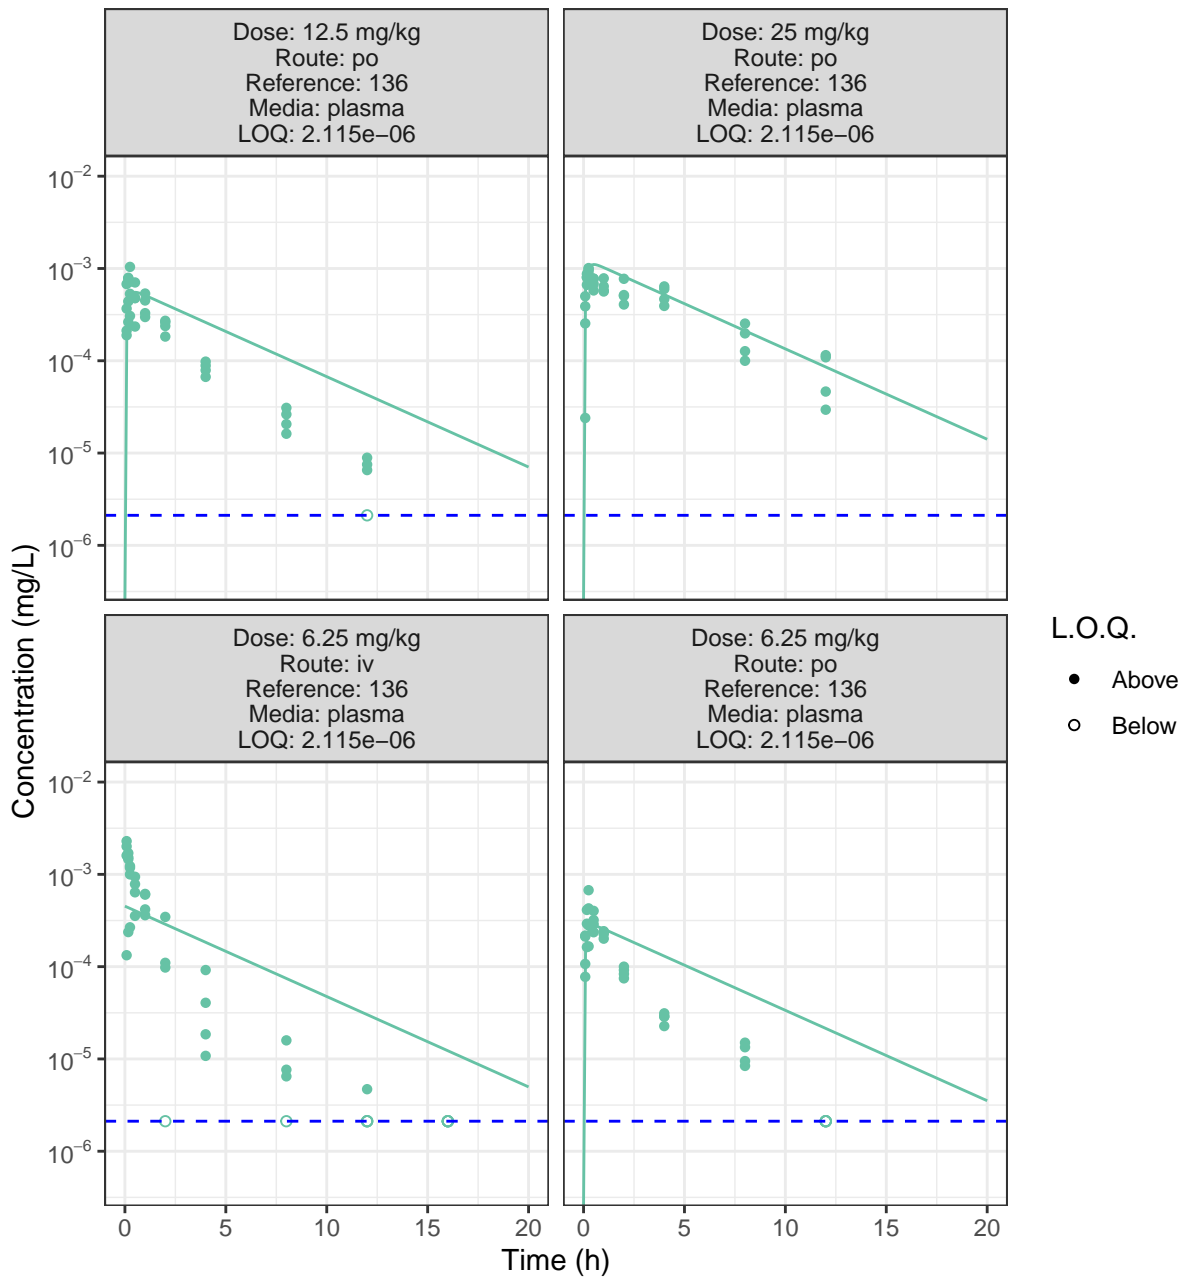 Dose: 12.5 mg/kg
Route: po
Reference: 136
Media: plasma
LOQ: 2.115e−06
Dose: 25 mg/kg
Route: po
Reference: 136
Media: plasma
LOQ: 2.115e−06
10−2
10−3
10−4
10−5
10−6
Dose: 6.25 mg/kg
Route: iv
Reference: 136
Media: plasma
LOQ: 2.115e−06
Dose: 6.25 mg/kg
Route: po
Reference: 136
Media: plasma
LOQ: 2.115e−06
10−2
10−3
10−4
10−5
10−6
0 5 10 15 20
0 5 10 15 20
Time (h)
Concentration (mg/L)
L.O.Q.
Above
Below